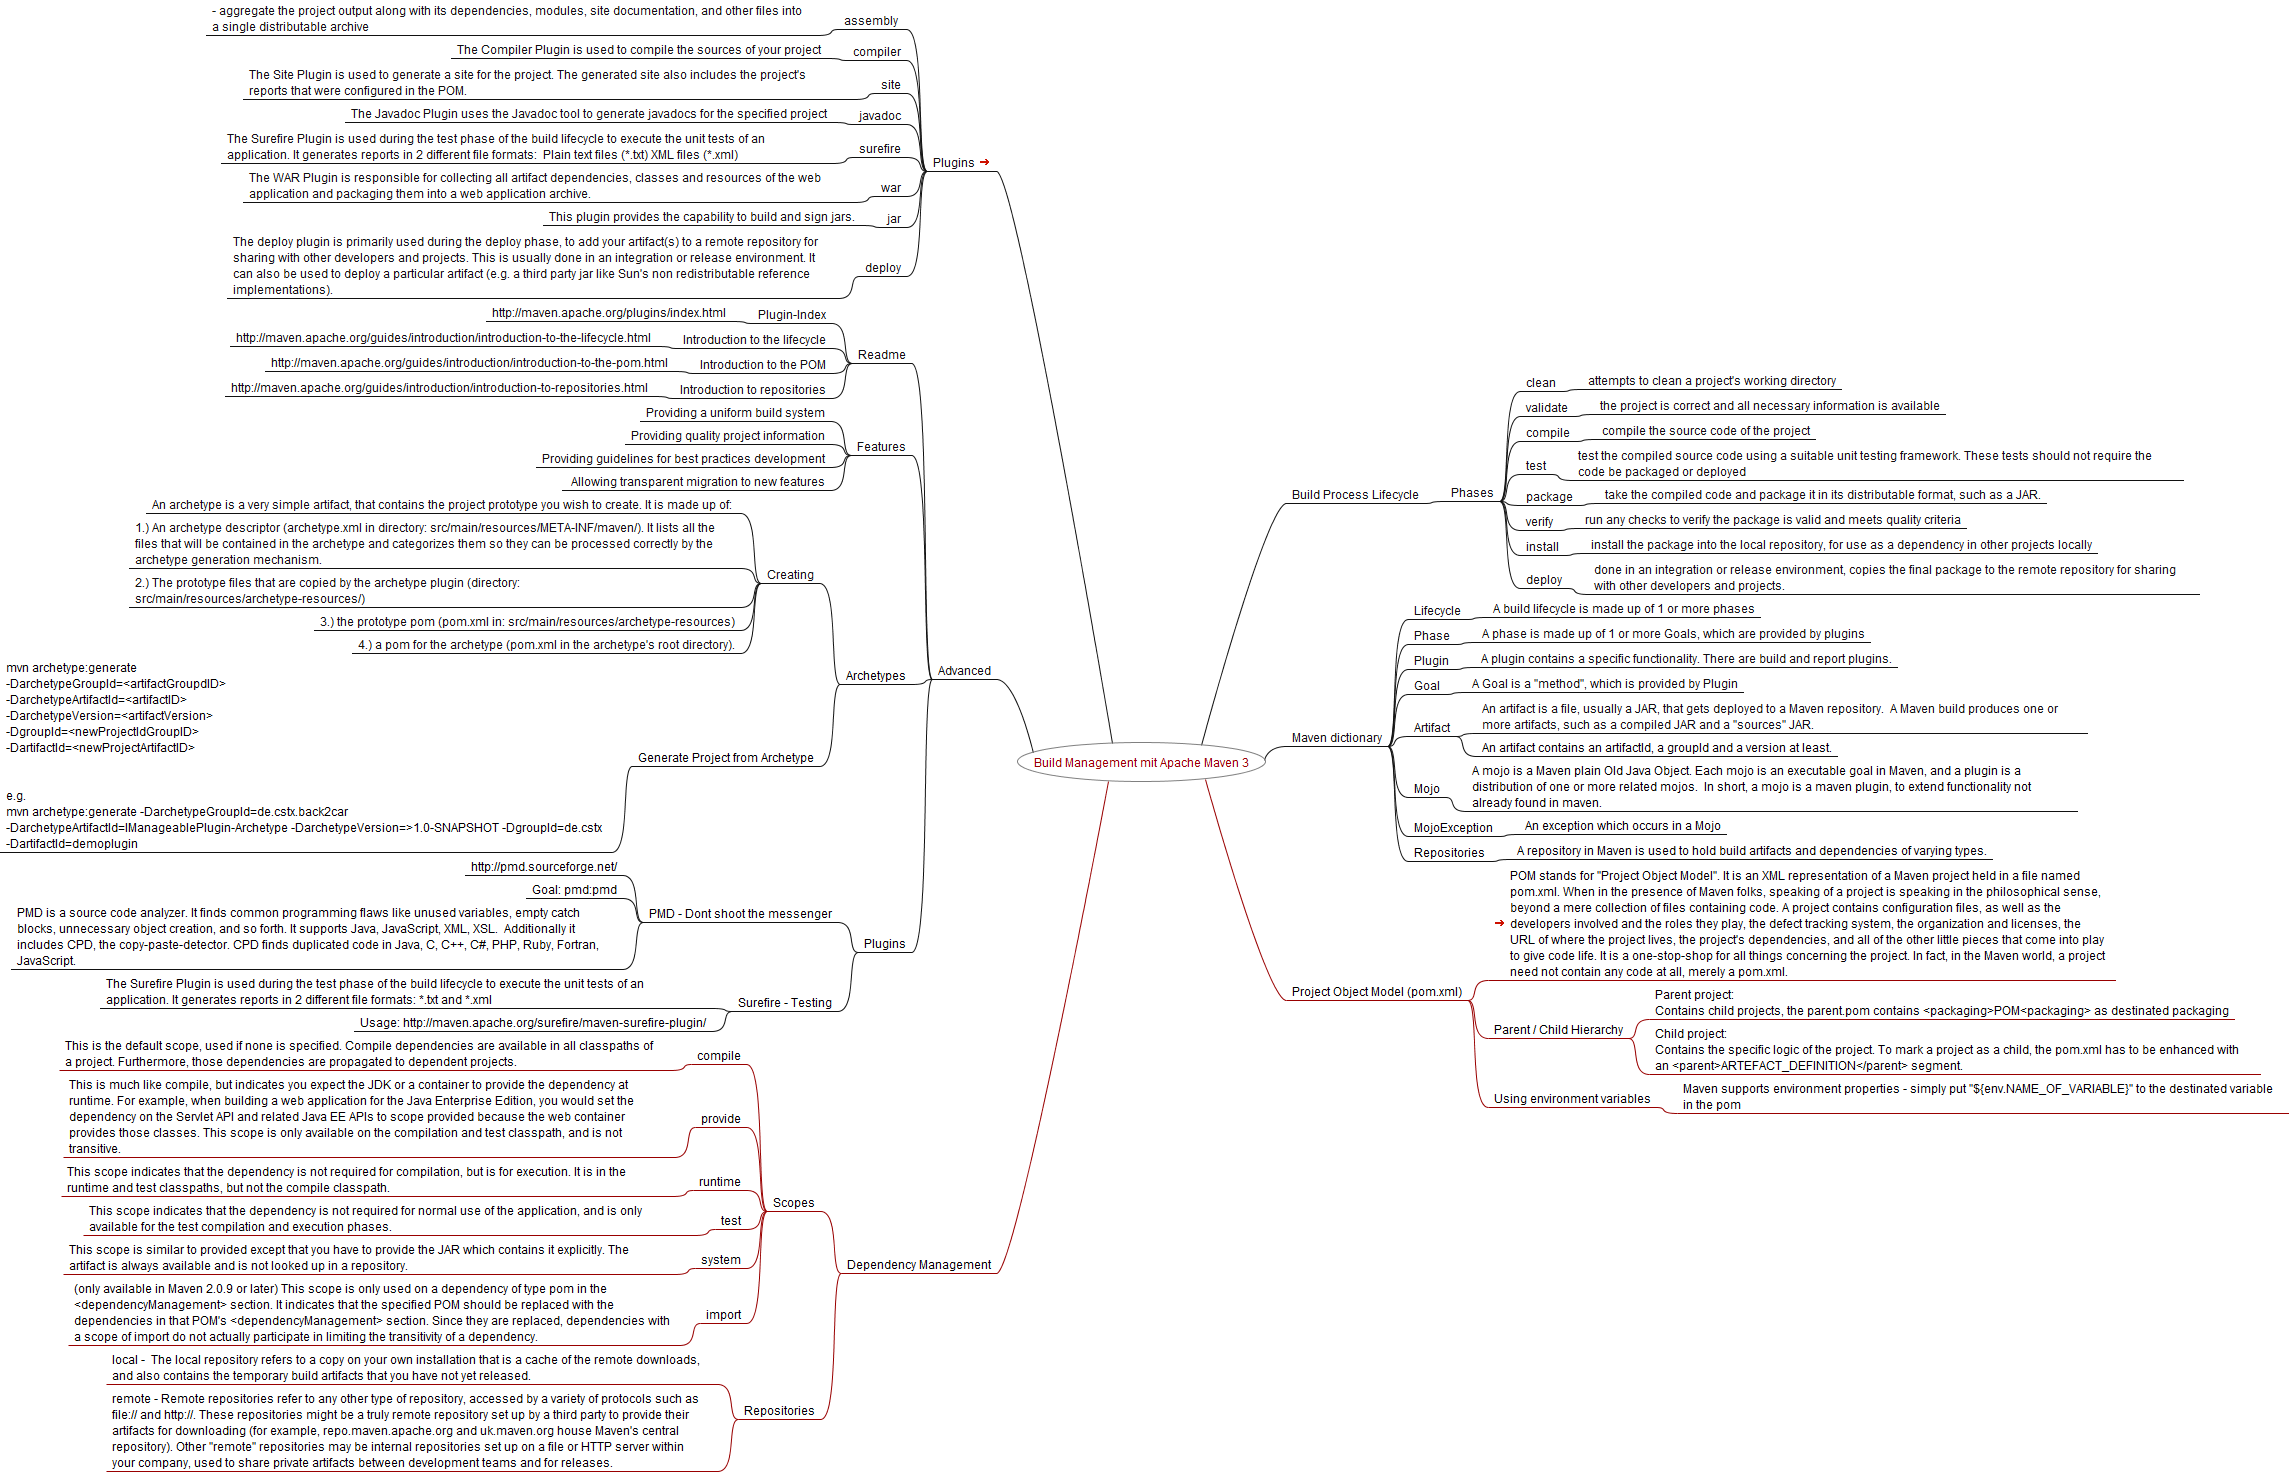 - aggregate the project output along with its dependencies, modules, site documentation, and other files into
a single distributable archive
assembly
The Compiler Plugin is used to compile the sources of your project
compiler
The Site Plugin is used to generate a site for the project. The generated site also includes the project's
reports that were configured in the POM.
site
The Javadoc Plugin uses the Javadoc tool to generate javadocs for the specified project
javadoc
The Surefire Plugin is used during the test phase of the build lifecycle to execute the unit tests of an
application. It generates reports in 2 different file formats:  Plain text files (*.txt) XML files (*.xml)
surefire
The WAR Plugin is responsible for collecting all artifact dependencies, classes and resources of the web
application and packaging them into a web application archive.
war
This plugin provides the capability to build and sign jars.
jar
The deploy plugin is primarily used during the deploy phase, to add your artifact(s) to a remote repository for
sharing with other developers and projects. This is usually done in an integration or release environment. It
can also be used to deploy a particular artifact (e.g. a third party jar like Sun's non redistributable reference
implementations).
deploy
Plugins
http://maven.apache.org/plugins/index.html
Plugin-Index
http://maven.apache.org/guides/introduction/introduction-to-the-lifecycle.html
Introduction to the lifecycle
http://maven.apache.org/guides/introduction/introduction-to-the-pom.html
Introduction to the POM
http://maven.apache.org/guides/introduction/introduction-to-repositories.html
Introduction to repositories
Readme
Providing a uniform build system
Providing quality project information
Providing guidelines for best practices development
Allowing transparent migration to new features
Features
An archetype is a very simple artifact, that contains the project prototype you wish to create. It is made up of:
1.) An archetype descriptor (archetype.xml in directory: src/main/resources/META-INF/maven/). It lists all the
files that will be contained in the archetype and categorizes them so they can be processed correctly by the
archetype generation mechanism.
2.) The prototype files that are copied by the archetype plugin (directory:
src/main/resources/archetype-resources/)
3.) the prototype pom (pom.xml in: src/main/resources/archetype-resources)
4.) a pom for the archetype (pom.xml in the archetype's root directory).
Creating
mvn archetype:generate
-DarchetypeGroupId=<artifactGroupdID>
-DarchetypeArtifactId=<artifactID>
-DarchetypeVersion=<artifactVersion>
-DgroupId=<newProjectIdGroupID>
-DartifactId=<newProjectArtifactID>
e.g.
mvn archetype:generate -DarchetypeGroupId=de.cstx.back2car
-DarchetypeArtifactId=IManageablePlugin-Archetype -DarchetypeVersion=>1.0-SNAPSHOT -DgroupId=de.cstx
-DartifactId=demoplugin
Generate Project from Archetype
Archetypes
Advanced
http://pmd.sourceforge.net/
Goal: pmd:pmd
PMD is a source code analyzer. It finds common programming flaws like unused variables, empty catch
blocks, unnecessary object creation, and so forth. It supports Java, JavaScript, XML, XSL.  Additionally it
includes CPD, the copy-paste-detector. CPD finds duplicated code in Java, C, C++, C#, PHP, Ruby, Fortran,
JavaScript.
PMD - Dont shoot the messenger
The Surefire Plugin is used during the test phase of the build lifecycle to execute the unit tests of an
application. It generates reports in 2 different file formats: *.txt and *.xml
Usage: http://maven.apache.org/surefire/maven-surefire-plugin/
Surefire - Testing
Plugins
This is the default scope, used if none is specified. Compile dependencies are available in all classpaths of
a project. Furthermore, those dependencies are propagated to dependent projects.
compile
This is much like compile, but indicates you expect the JDK or a container to provide the dependency at
runtime. For example, when building a web application for the Java Enterprise Edition, you would set the
dependency on the Servlet API and related Java EE APIs to scope provided because the web container
provides those classes. This scope is only available on the compilation and test classpath, and is not
transitive.
provide
This scope indicates that the dependency is not required for compilation, but is for execution. It is in the
runtime and test classpaths, but not the compile classpath.
runtime
This scope indicates that the dependency is not required for normal use of the application, and is only
available for the test compilation and execution phases.
test
This scope is similar to provided except that you have to provide the JAR which contains it explicitly. The
artifact is always available and is not looked up in a repository.
system
(only available in Maven 2.0.9 or later) This scope is only used on a dependency of type pom in the
<dependencyManagement> section. It indicates that the specified POM should be replaced with the
dependencies in that POM's <dependencyManagement> section. Since they are replaced, dependencies with
a scope of import do not actually participate in limiting the transitivity of a dependency.
import
Scopes
local -  The local repository refers to a copy on your own installation that is a cache of the remote downloads,
and also contains the temporary build artifacts that you have not yet released.
remote - Remote repositories refer to any other type of repository, accessed by a variety of protocols such as
file:// and http://. These repositories might be a truly remote repository set up by a third party to provide their
artifacts for downloading (for example, repo.maven.apache.org and uk.maven.org house Maven's central
repository). Other "remote" repositories may be internal repositories set up on a file or HTTP server within
your company, used to share private artifacts between development teams and for releases.
Repositories
Dependency Management
Build Management mit Apache Maven 3
Build Process Lifecycle
Phases
clean
attempts to clean a project's working directory
validate
the project is correct and all necessary information is available
compile
compile the source code of the project
test
test the compiled source code using a suitable unit testing framework. These tests should not require the
code be packaged or deployed
package
take the compiled code and package it in its distributable format, such as a JAR.
verify
run any checks to verify the package is valid and meets quality criteria
install
install the package into the local repository, for use as a dependency in other projects locally
deploy
done in an integration or release environment, copies the final package to the remote repository for sharing
with other developers and projects.
Maven dictionary
Lifecycle
A build lifecycle is made up of 1 or more phases
Phase
A phase is made up of 1 or more Goals, which are provided by plugins
Plugin
A plugin contains a specific functionality. There are build and report plugins.
Goal
A Goal is a "method", which is provided by Plugin
Artifact
An artifact is a file, usually a JAR, that gets deployed to a Maven repository.  A Maven build produces one or
more artifacts, such as a compiled JAR and a "sources" JAR.
An artifact contains an artifactId, a groupId and a version at least.
Mojo
A mojo is a Maven plain Old Java Object. Each mojo is an executable goal in Maven, and a plugin is a
distribution of one or more related mojos.  In short, a mojo is a maven plugin, to extend functionality not
already found in maven.
MojoException
An exception which occurs in a Mojo
Repositories
A repository in Maven is used to hold build artifacts and dependencies of varying types.
Project Object Model (pom.xml)
POM stands for "Project Object Model". It is an XML representation of a Maven project held in a file named
pom.xml. When in the presence of Maven folks, speaking of a project is speaking in the philosophical sense,
beyond a mere collection of files containing code. A project contains configuration files, as well as the
developers involved and the roles they play, the defect tracking system, the organization and licenses, the
URL of where the project lives, the project's dependencies, and all of the other little pieces that come into play
to give code life. It is a one-stop-shop for all things concerning the project. In fact, in the Maven world, a project
need not contain any code at all, merely a pom.xml.
Parent / Child Hierarchy
Parent project:
Contains child projects, the parent.pom contains <packaging>POM<packaging> as destinated packaging
Child project:
Contains the specific logic of the project. To mark a project as a child, the pom.xml has to be enhanced with
an <parent>ARTEFACT_DEFINITION</parent> segment.
Using environment variables
Maven supports environment properties - simply put "${env.NAME_OF_VARIABLE}" to the destinated variable
in the pom